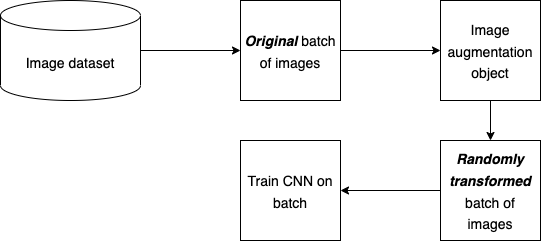 Image dataset
Original batch
of images
Image
augmentation
object
Randomly
transformed
batch of
images
Train CNN on
batch